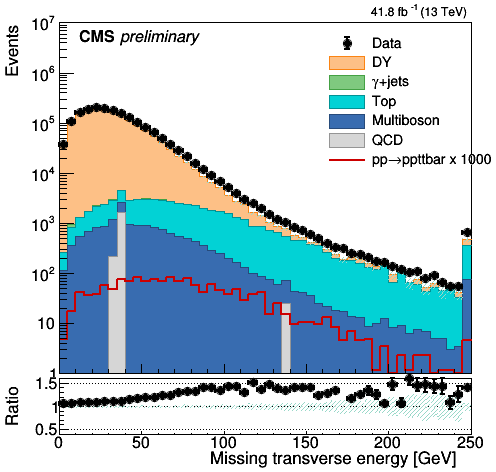 41.8 fb⁻¹ (13 TeV)
CMS preliminary
Events
10⁷
10⁶
10⁵
10⁴
10³
10²
10
1
Data
DY
γ+jets
Top
Multiboson
QCD
pp→ppttbar x 1000
Ratio
1.5
1
0.5
0 50 100 150 200 250
Missing transverse energy [GeV]